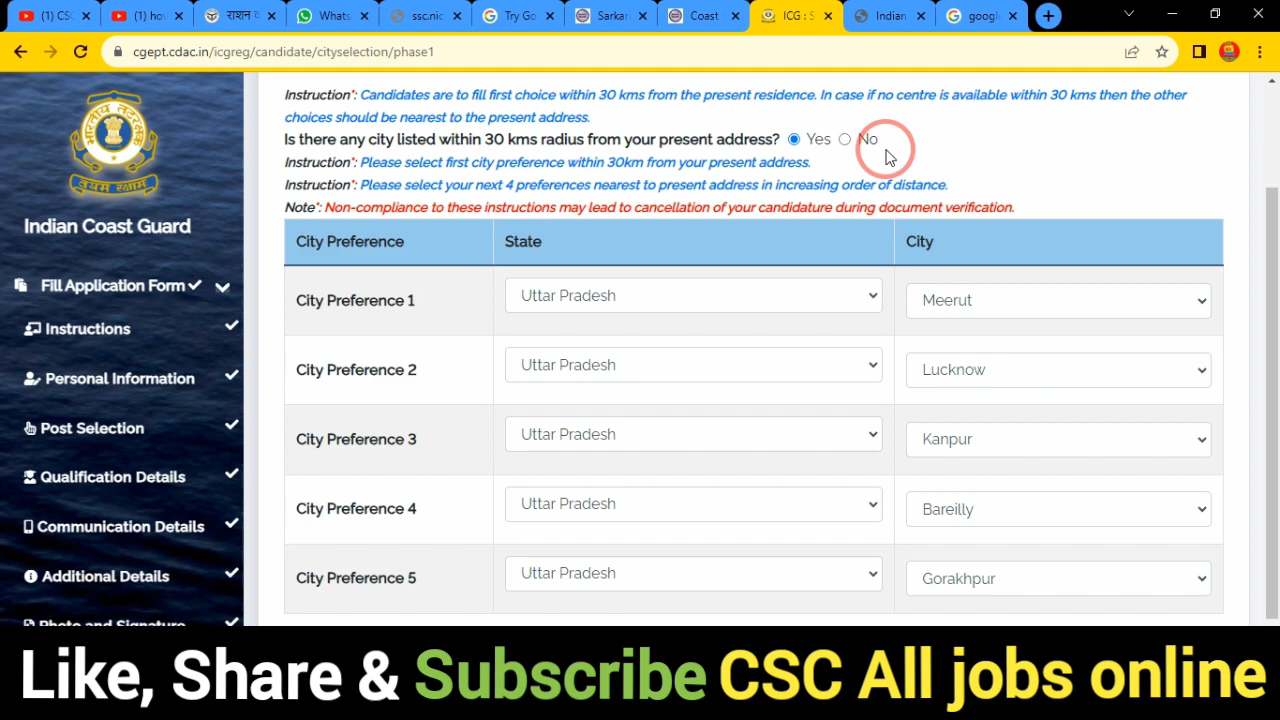 (1) CSC
(1) hov
राशन व
Whats
ssc.nic
Try Go
Sarkar
Coast
ICG : S
Indian
google
cgept.cdac.in/icgreg/candidate/cityselection/phase1
Indian Coast Guard
Fill Application Form
Instructions
Personal Information
Post Selection
Qualification Details
Communication Details
Additional Details
Photo and Signature
Instruction*: Candidates are to fill first choice within 30 kms from the present residence. In case if no centre is available within 30 kms then the other
choices should be nearest to the present address.
Is there any city listed within 30 kms radius from your present address? Yes No
Instruction*: Please select first city preference within 30km from your present address.
Instruction*: Please select your next 4 preferences nearest to present address in increasing order of distance.
Note*: Non-compliance to these instructions may lead to cancellation of your candidature during document verification.
City Preference State City
City Preference 1 Uttar Pradesh Meerut
City Preference 2 Uttar Pradesh Lucknow
City Preference 3 Uttar Pradesh Kanpur
City Preference 4 Uttar Pradesh Bareilly
City Preference 5 Uttar Pradesh Gorakhpur
Like, Share & Subscribe CSC All jobs online